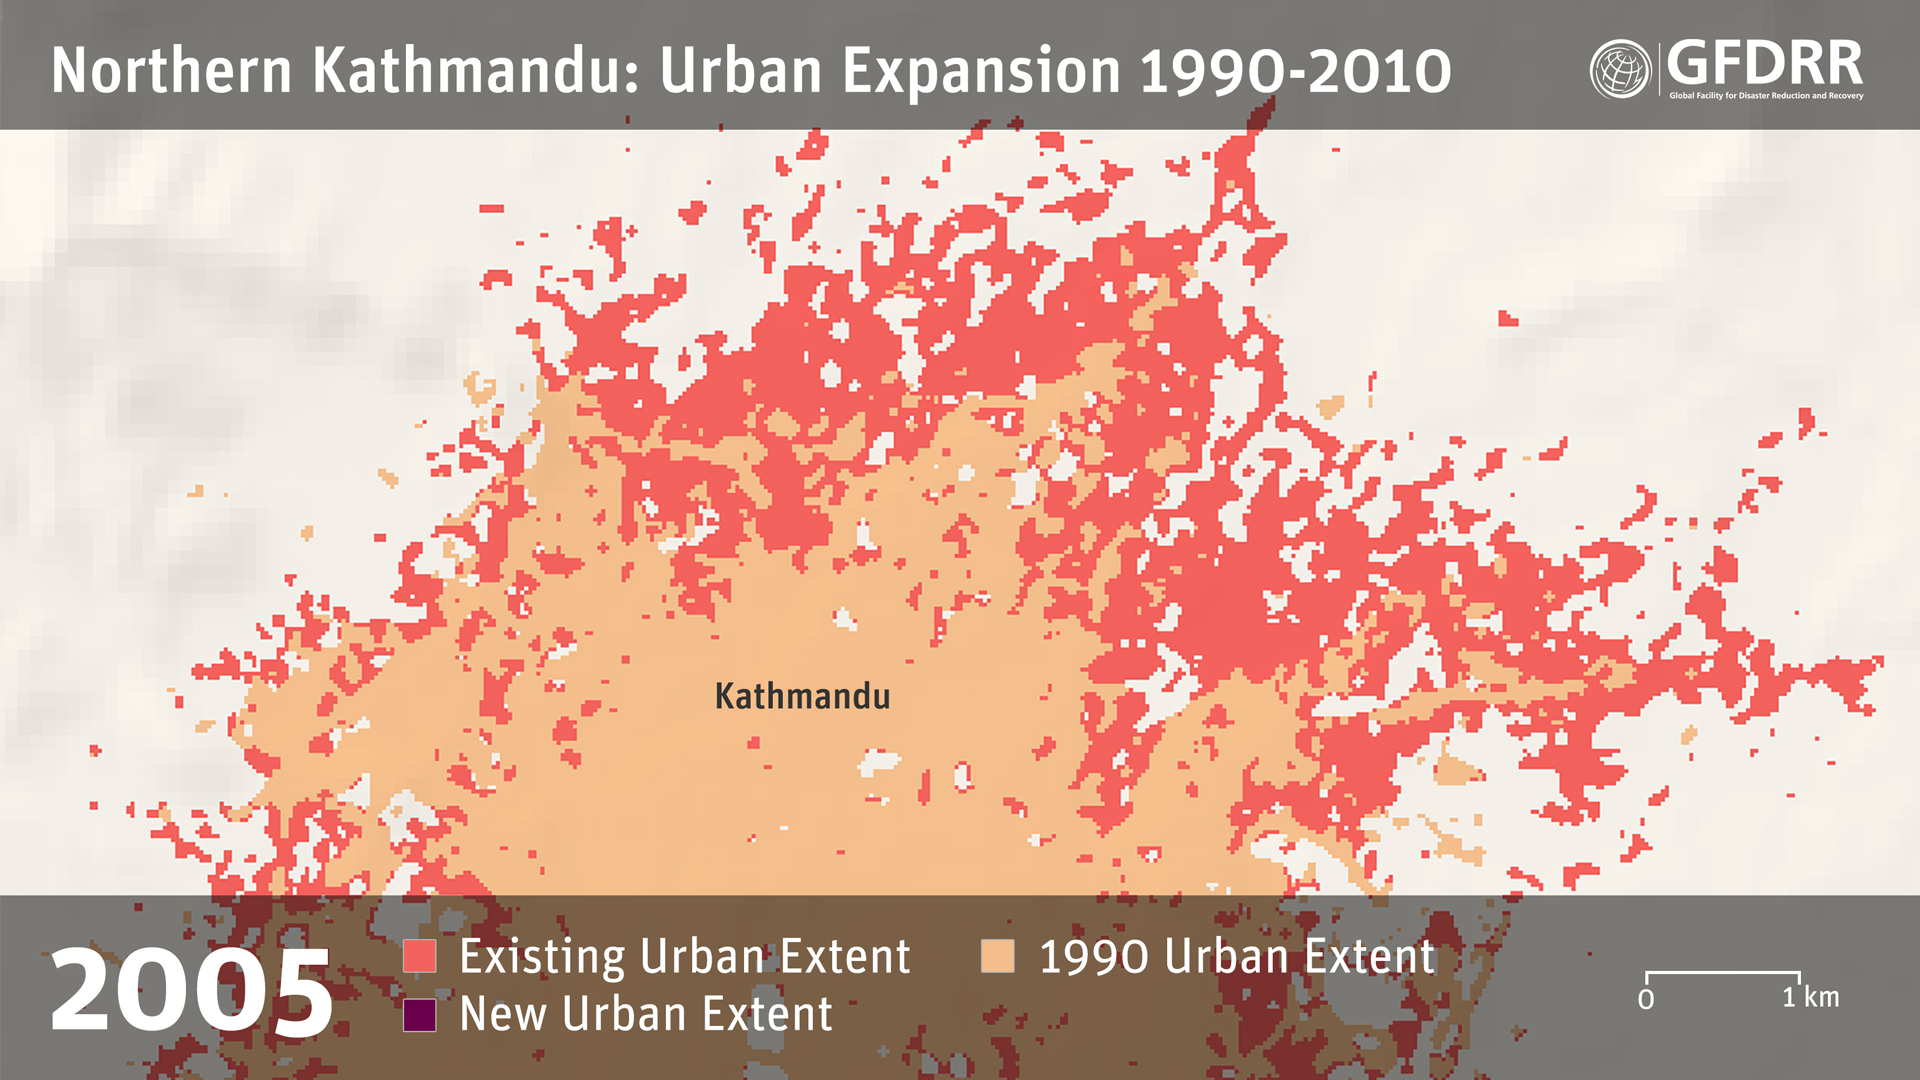 Northern Kathmandu: Urban Expansion 1990-2010
GFDRR
Global Facility for Disaster Reduction and Recovery
Kathmandu
2005
Existing Urban Extent
1990 Urban Extent
New Urban Extent
0
1 km